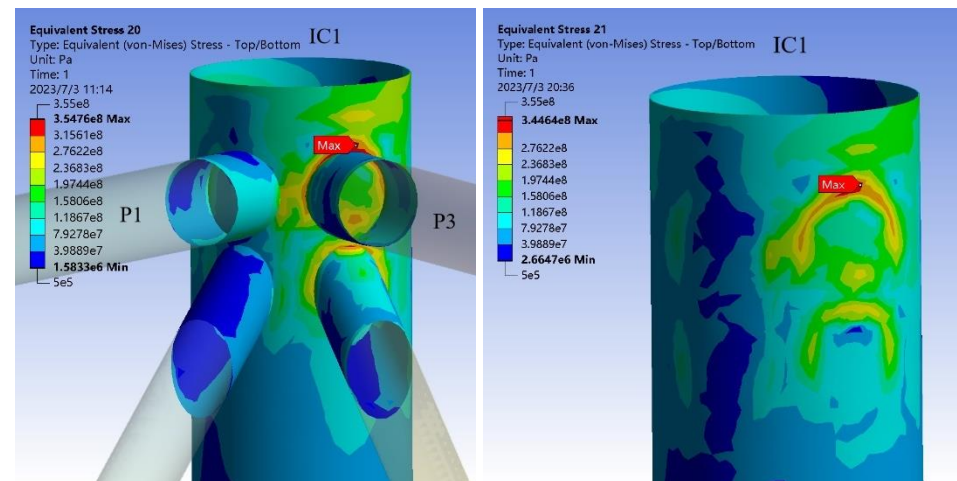 Equivalent Stress 20
Type: Equivalent (von-Mises) Stress - Top/Bottom
Unit: Pa
Time: 1
2023/7/3 11:14
IC1
3.55e8
3.5476e8 Max
3.1561e8
2.7622e8
2.3683e8
1.9744e8
1.5806e8
1.1867e8
7.9278e7
3.9889e7
1.5833e6 Min
5e5
Max
P1
P3
Equivalent Stress 21
Type: Equivalent (von-Mises) Stress - Top/Bottom
Unit: Pa
Time: 1
2023/7/3 20:36
IC1
3.55e8
3.4464e8 Max
2.7622e8
2.3683e8
1.9744e8
1.5806e8
1.1867e8
7.9278e7
3.9889e7
2.6647e6 Min
5e5
Max